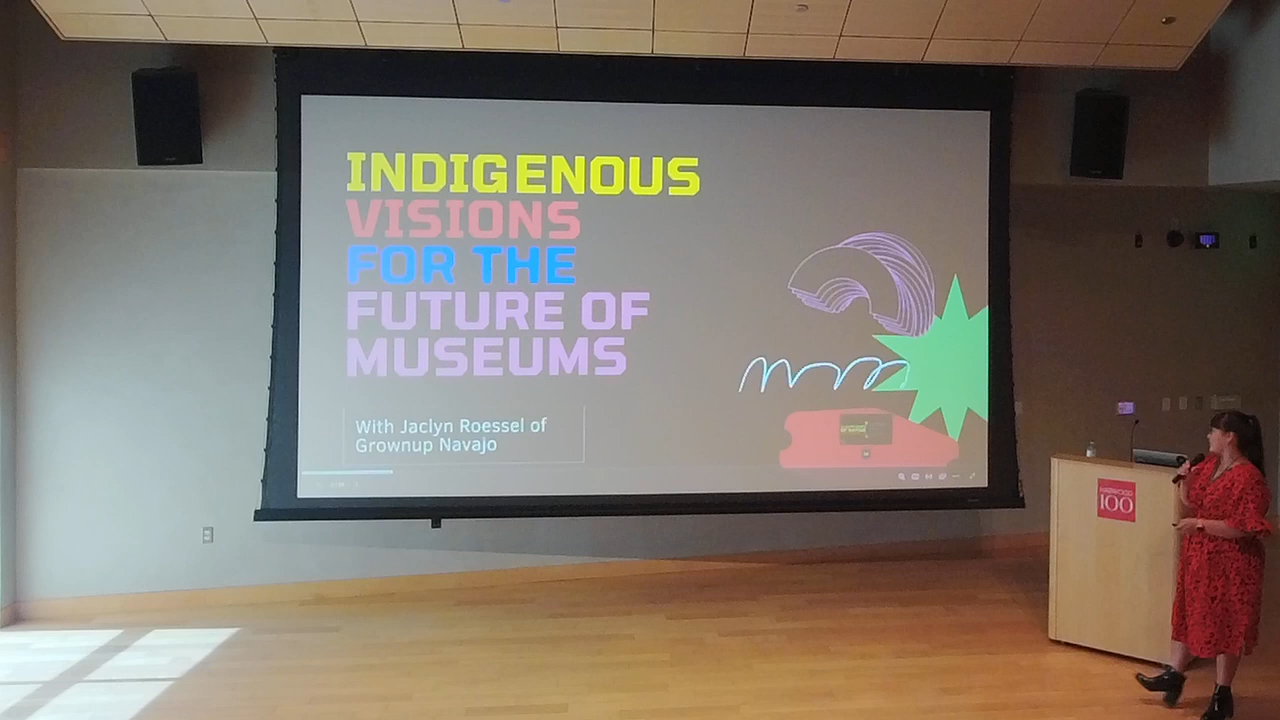 INDIGENOUS
VISIONS
FOR THE
FUTURE OF
MUSEUMS
With Jaclyn Roessel of
Grownup Navajo
100